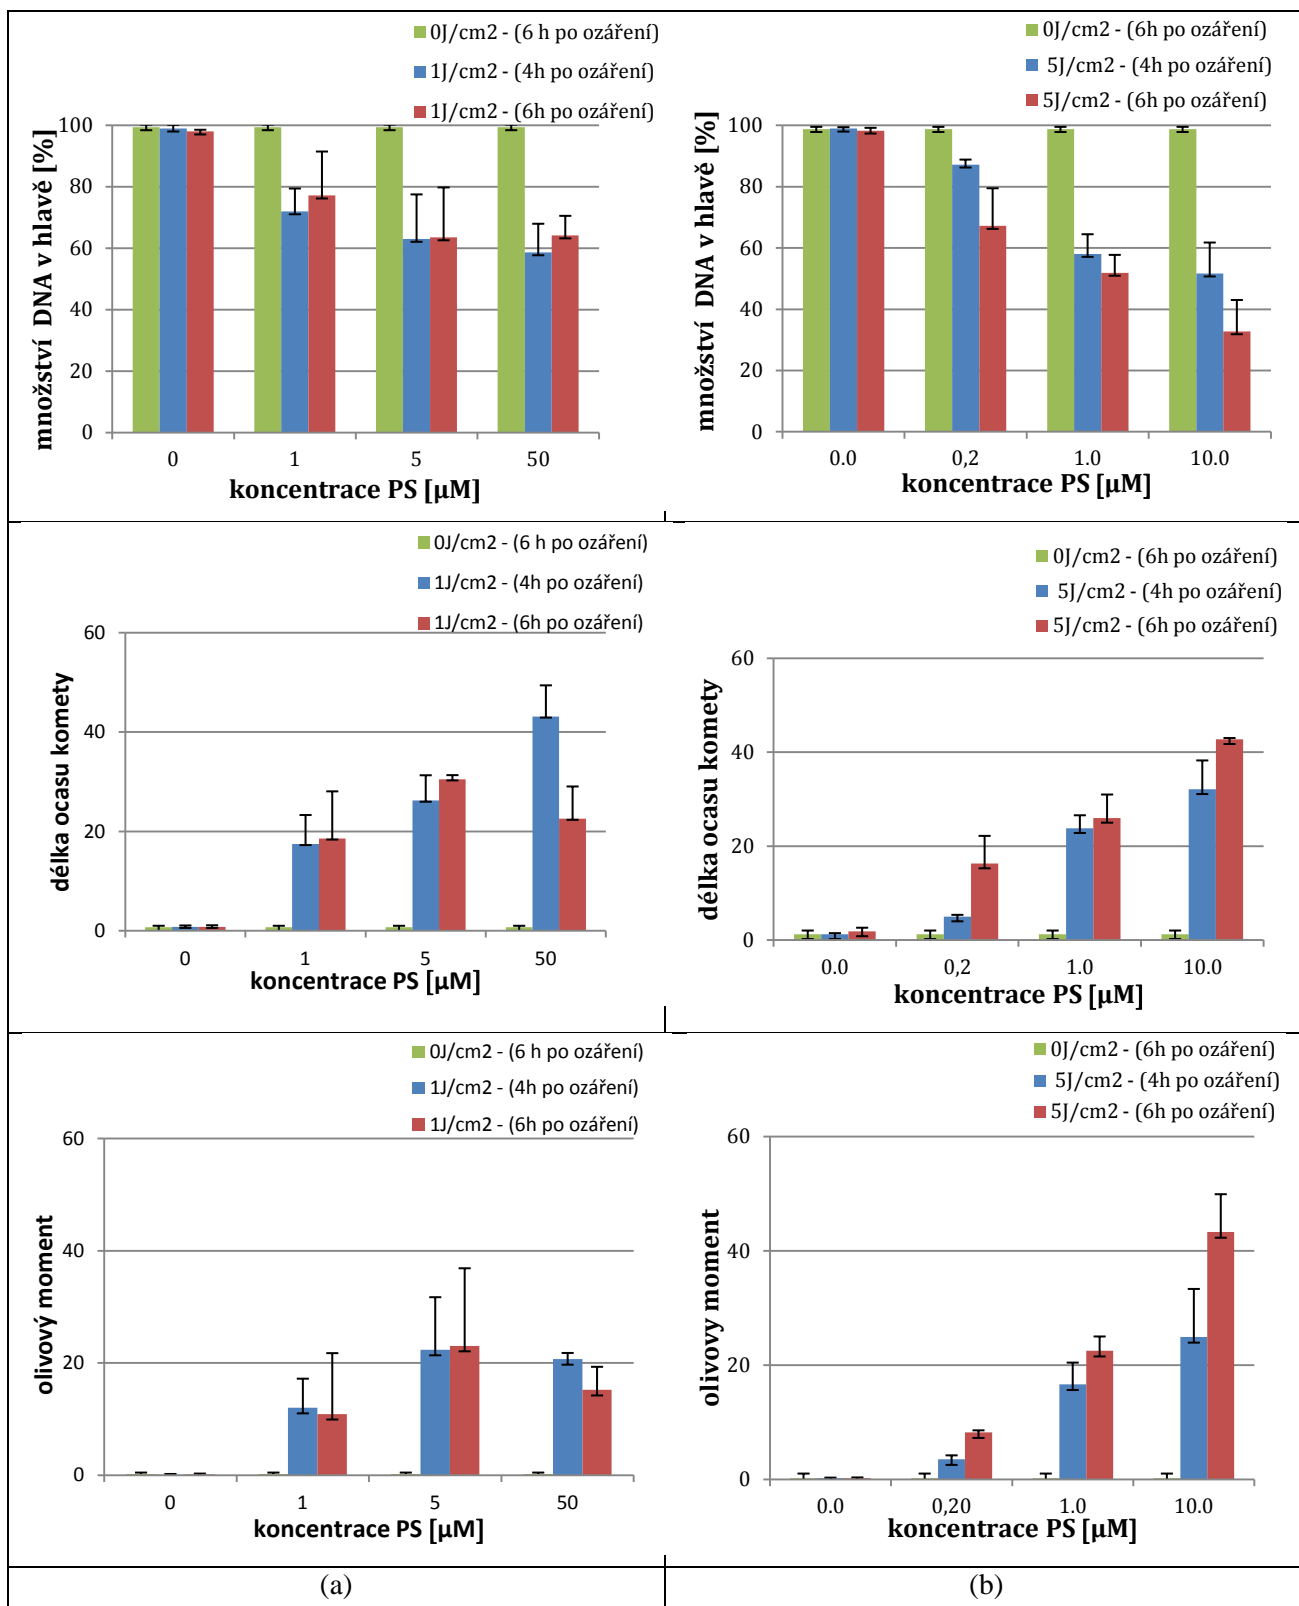 0J/cm2 - (6 h po ozáření)
1J/cm2 - (4h po ozáření)
1J/cm2 - (6h po ozáření)
množství DNA v hlavě [%]
100
80
60
40
20
0
0 1 5 50
koncentrace PS [µM]
0J/cm2 - (6h po ozáření)
5J/cm2 - (4h po ozáření)
5J/cm2 - (6h po ozáření)
množství DNA v hlavě [%]
100
80
60
40
20
0
0.0 0,2 1.0 10.0
koncentrace PS [µM]
0J/cm2 - (6 h po ozáření)
1J/cm2 - (4h po ozáření)
1J/cm2 - (6h po ozáření)
délka ocasu komety
60
40
20
0
0 1 5 50
koncentrace PS [µM]
0J/cm2 - (6h po ozáření)
5J/cm2 - (4h po ozáření)
5J/cm2 - (6h po ozáření)
délka ocasu komety
60
40
20
0
0.0 0,2 1.0 10.0
koncentrace PS [µM]
0J/cm2 - (6 h po ozáření)
1J/cm2 - (4h po ozáření)
1J/cm2 - (6h po ozáření)
olivový moment
60
40
20
0
0 1 5 50
koncentrace PS [µM]
0J/cm2 - (6h po ozáření)
5J/cm2 - (4h po ozáření)
5J/cm2 - (6h po ozáření)
olivovy moment
60
40
20
0
0.0 0,20 1.0 10.0
koncentrace PS [µM]
(a) (b)